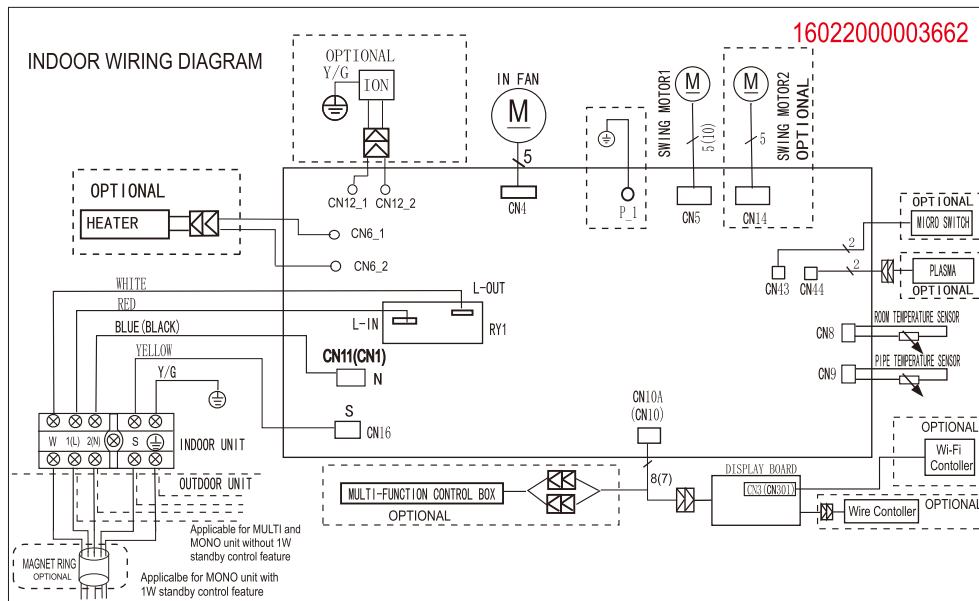 16022000003662
INDOOR WIRING DIAGRAM
OPTIONAL
Y/G
ION
CN12_1
CN12_2
IN FAN
M
5
CN4
P_1
SWING MOTOR1
M
5(10)
CN5
M
5
CN14
SWING MOTOR2
OPTIONAL
OPTIONAL
HEATER
CN6_1
CN6_2
OPTIONAL
MICRO SWITCH
2
CN43
2
CN44
PLASMA
OPTIONAL
WHITE
L-OUT
RED
L-IN
RY1
BLUE(BLACK)
CN11(CN1)
N
YELLOW
Y/G
S
CN16
CN8
ROOM TEMPERATURE SENSOR
CN9
PIPE TEMPERATURE SENSOR
W
1(L)
2(N)
S
INDOOR UNIT
OUTDOOR UNIT
CN10A
(CN10)
8(7)
MULTI-FUNCTION CONTROL BOX
OPTIONAL
DISPLAY BOARD
CN3(CN301)
OPTIONAL
Wi-Fi
Contoller
Wire Contoller
OPTIONAL
MAGNET RING
OPTIONAL
Applicable for MULTI and
MONO unit without 1W
standby control feature
Applicalbe for MONO unit with
1W standby control feature